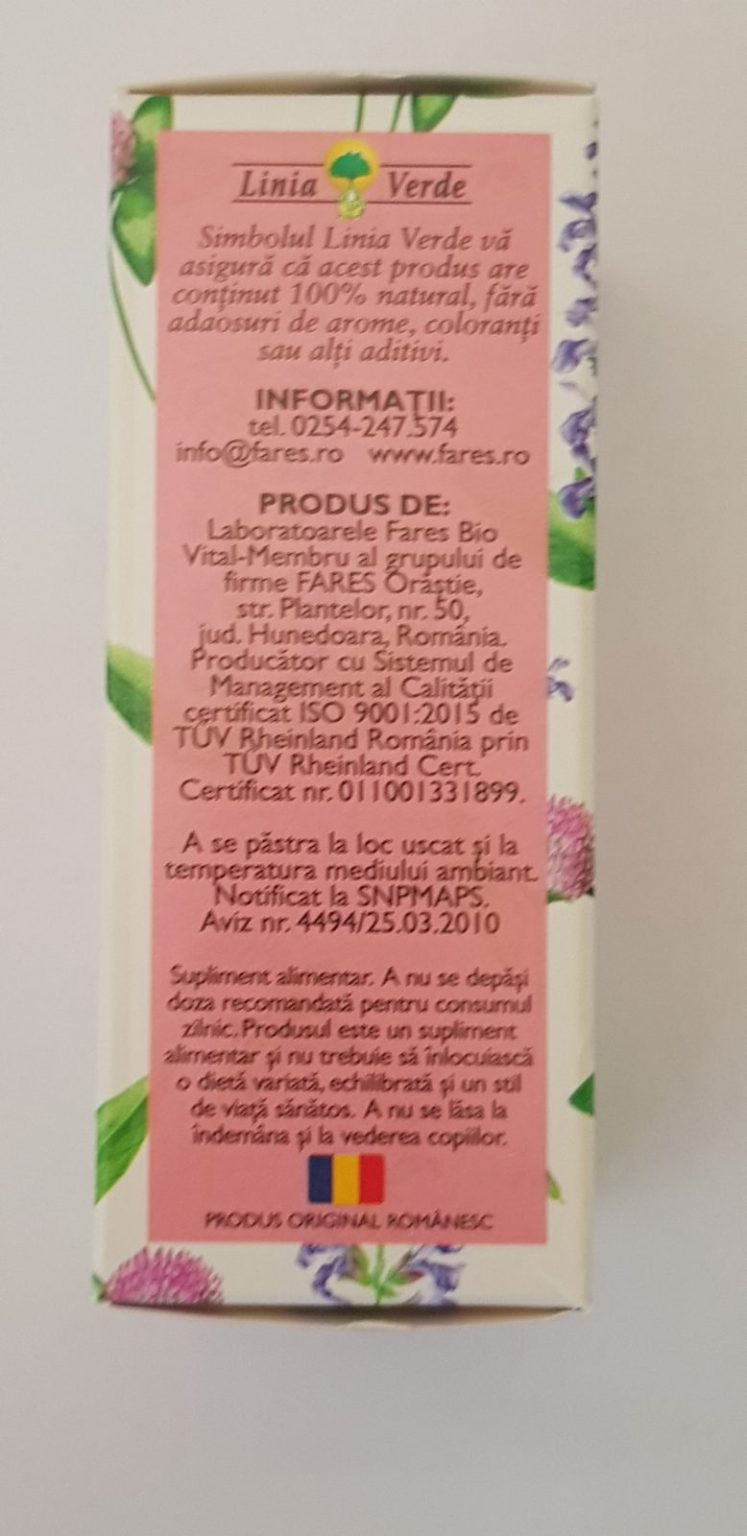 Linia Verde
Simbolul Linia Verde vă
asigură că acest produs are
conținut 100% natural, fără
adaosuri de arome, coloranți
sau alți aditivi.
INFORMAȚII:
tel. 0254-247.574
info@fares.ro www.fares.ro
PRODUS DE:
Laboratoarele Fares Bio
Vital-Membru al grupului de
firme FARES Orăștie,
str. Plantelor, nr. 50,
jud. Hunedoara, România.
Producător cu Sistemul de
Management al Calității
certificat ISO 9001:2015 de
TÜV Rheinland România prin
TÜV Rheinland Cert.
Certificat nr. 011001331899.
A se păstra la loc uscat și la
temperatura mediului ambiant.
Notificat la SNPMAPS.
Aviz nr. 4494/25.03.2010
Supliment alimentar. A nu se depăși
doza recomandată pentru consumul
zilnic. Produsul este un supliment
alimentar și nu trebuie să înlocuiască
o dietă variată, echilibrată și un stil
de viață sănătos. A nu se lăsa la
îndemâna și la vederea copiilor.
PRODUS ORIGINAL ROMÂNESC